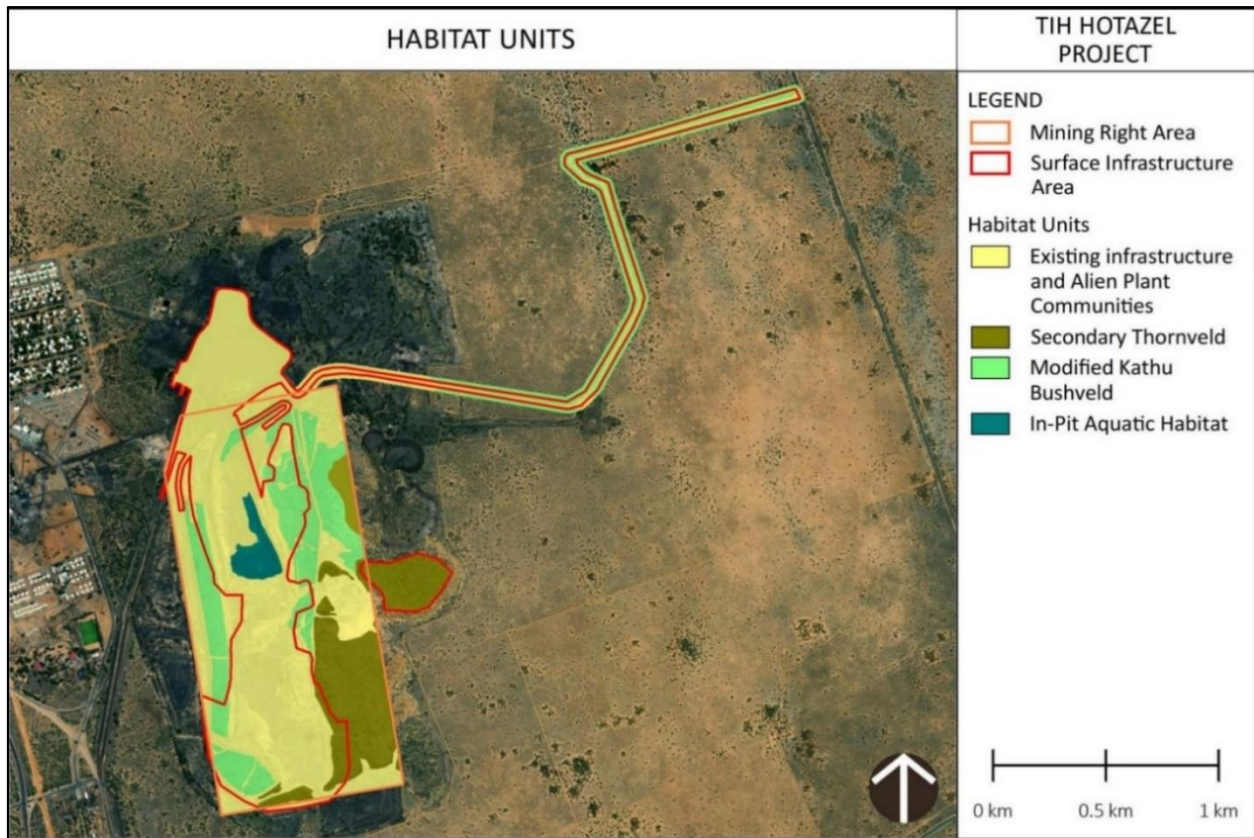 HABITAT UNITS
TIH HOTAZEL
PROJECT
LEGEND
Mining Right Area
Surface Infrastructure
Area
Habitat Units
Existing infrastructure
and Alien Plant
Communities
Secondary Thornveld
Modified Kathu
Bushveld
In-Pit Aquatic Habitat
0 km 0.5 km 1 km